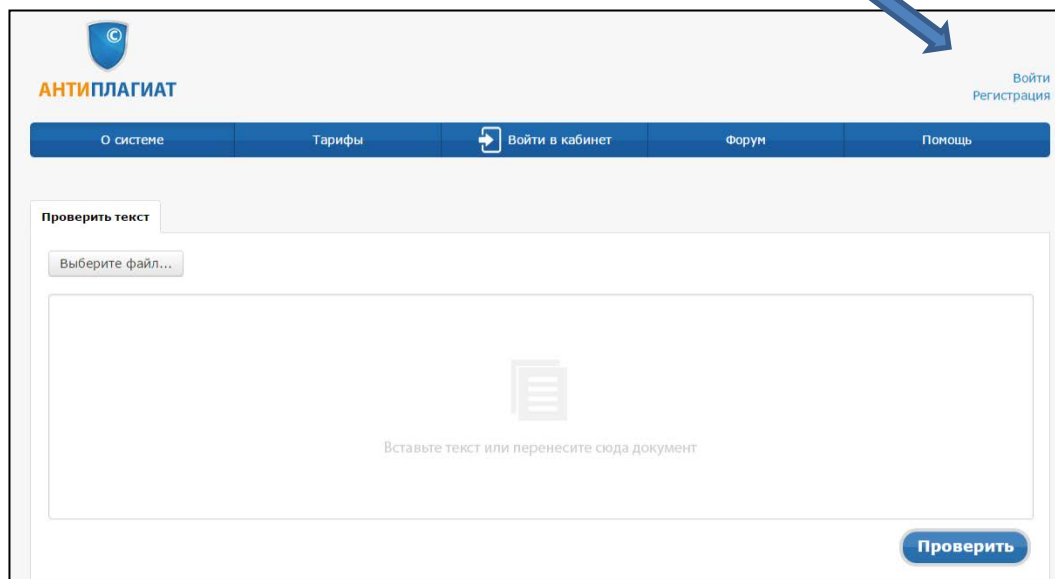 ©
АНТИПЛАГИАТ
Войти
Регистрация
О системе Тарифы Войти в кабинет Форум Помощь
Проверить текст
Выберите файл...
Вставьте текст или перенесите сюда документ
Проверить